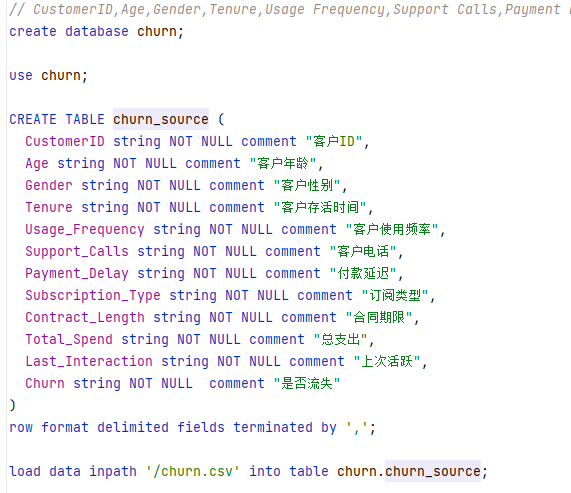 // CustomerID,Age,Gender,Tenure,Usage Frequency,Support Calls,Payment
create database churn;
use churn;
CREATE TABLE churn_source (
CustomerID string NOT NULL comment "客户ID",
Age string NOT NULL comment "客户年龄",
Gender string NOT NULL comment "客户性别",
Tenure string NOT NULL comment "客户存活时间",
Usage_Frequency string NOT NULL comment "客户使用频率",
Support_Calls string NOT NULL comment "客户电话",
Payment_Delay string NOT NULL comment "付款延迟",
Subscription_Type string NOT NULL comment "订阅类型",
Contract_Length string NOT NULL comment "合同期限",
Total_Spend string NOT NULL comment "总支出",
Last_Interaction string NOT NULL comment "上次活跃",
Churn string NOT NULL  comment "是否流失"
)
row format delimited fields terminated by ',';
load data inpath '/churn.csv' into table churn.churn_source;